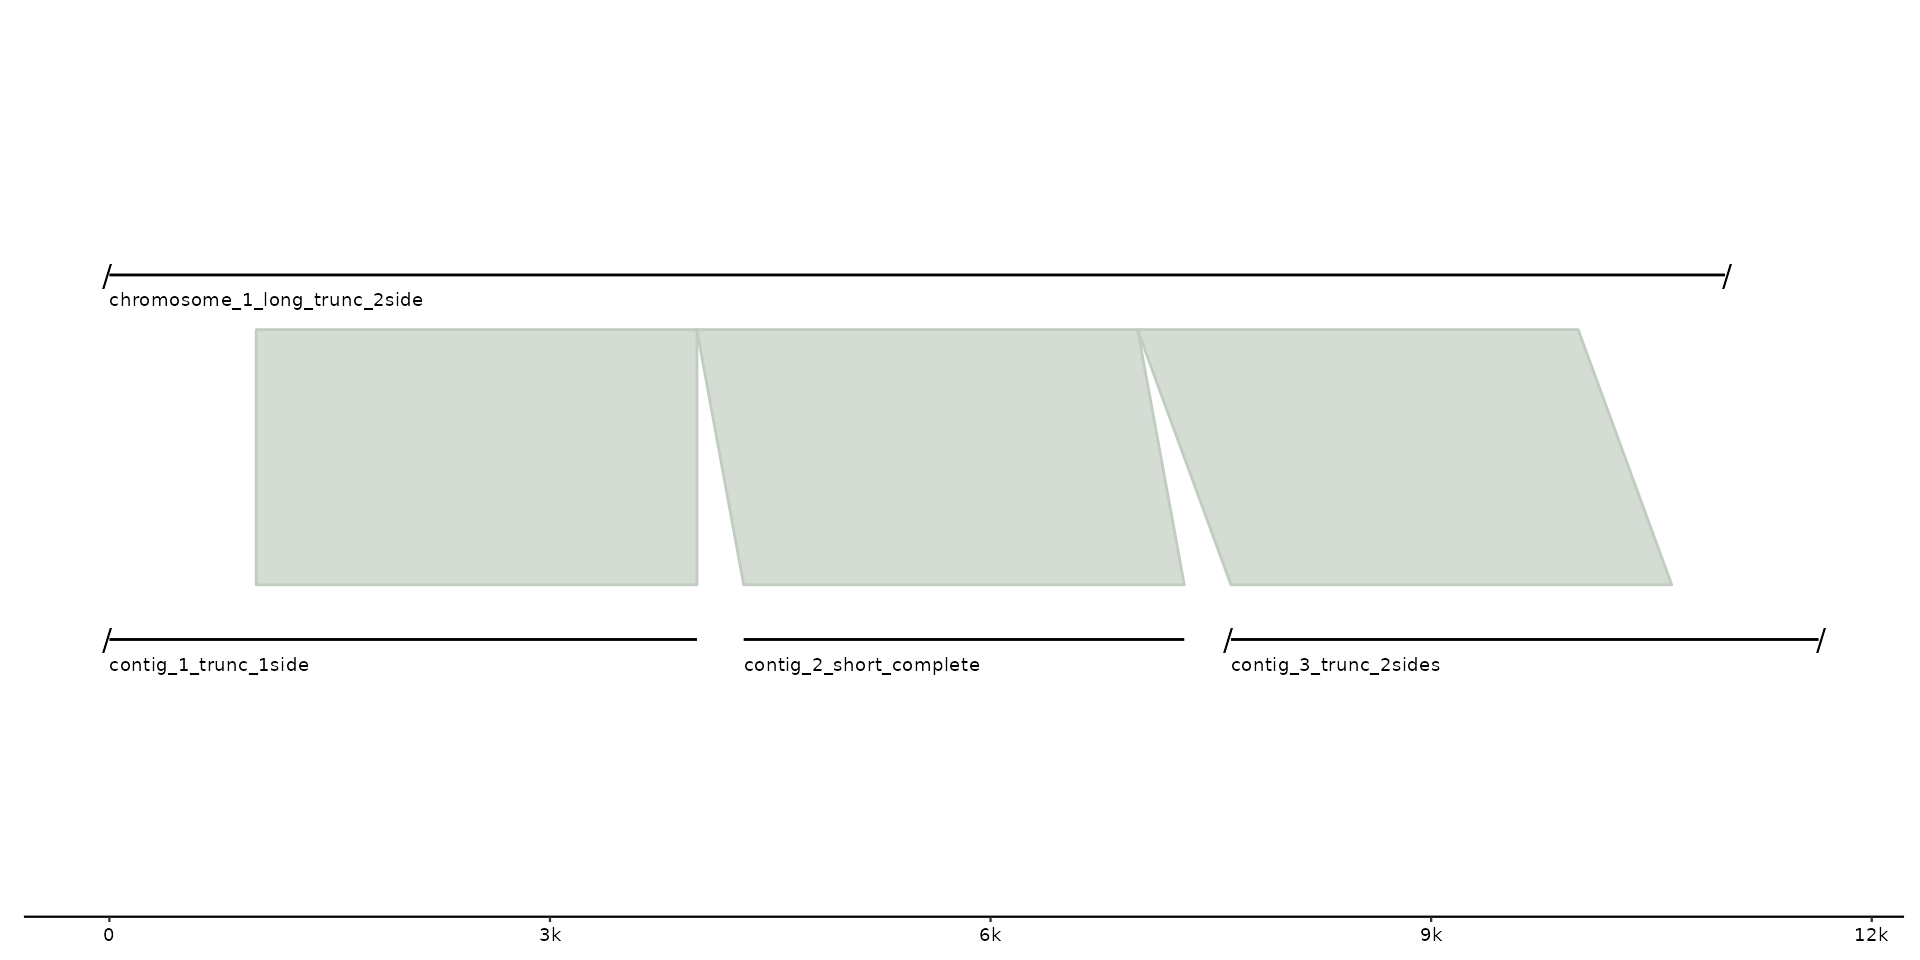 chromosome_1_long_trunc_2side
contig_1_trunc_1side
contig_2_short_complete
contig_3_trunc_2sides
0
3k
6k
9k
12k